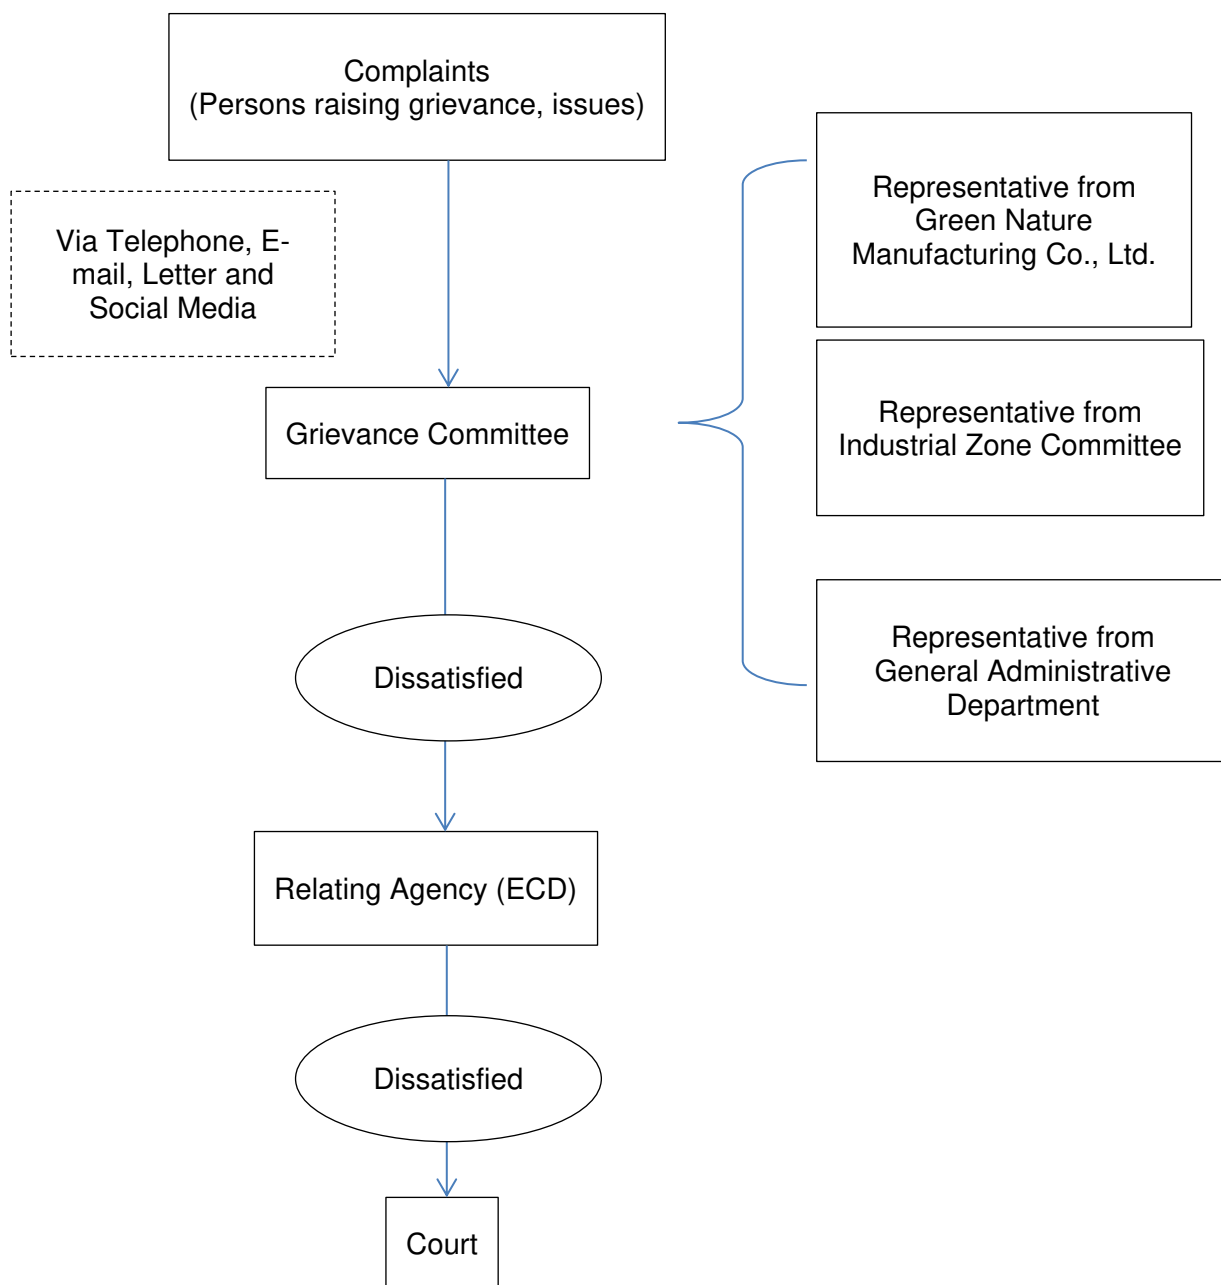 Complaints
(Persons raising grievance, issues)
Via Telephone, E-
mail, Letter and
Social Media
Grievance Committee
Representative from
Green Nature
Manufacturing Co., Ltd.
Representative from
Industrial Zone Committee
Representative from
General Administrative
Department
Dissatisfied
Relating Agency (ECD)
Dissatisfied
Court